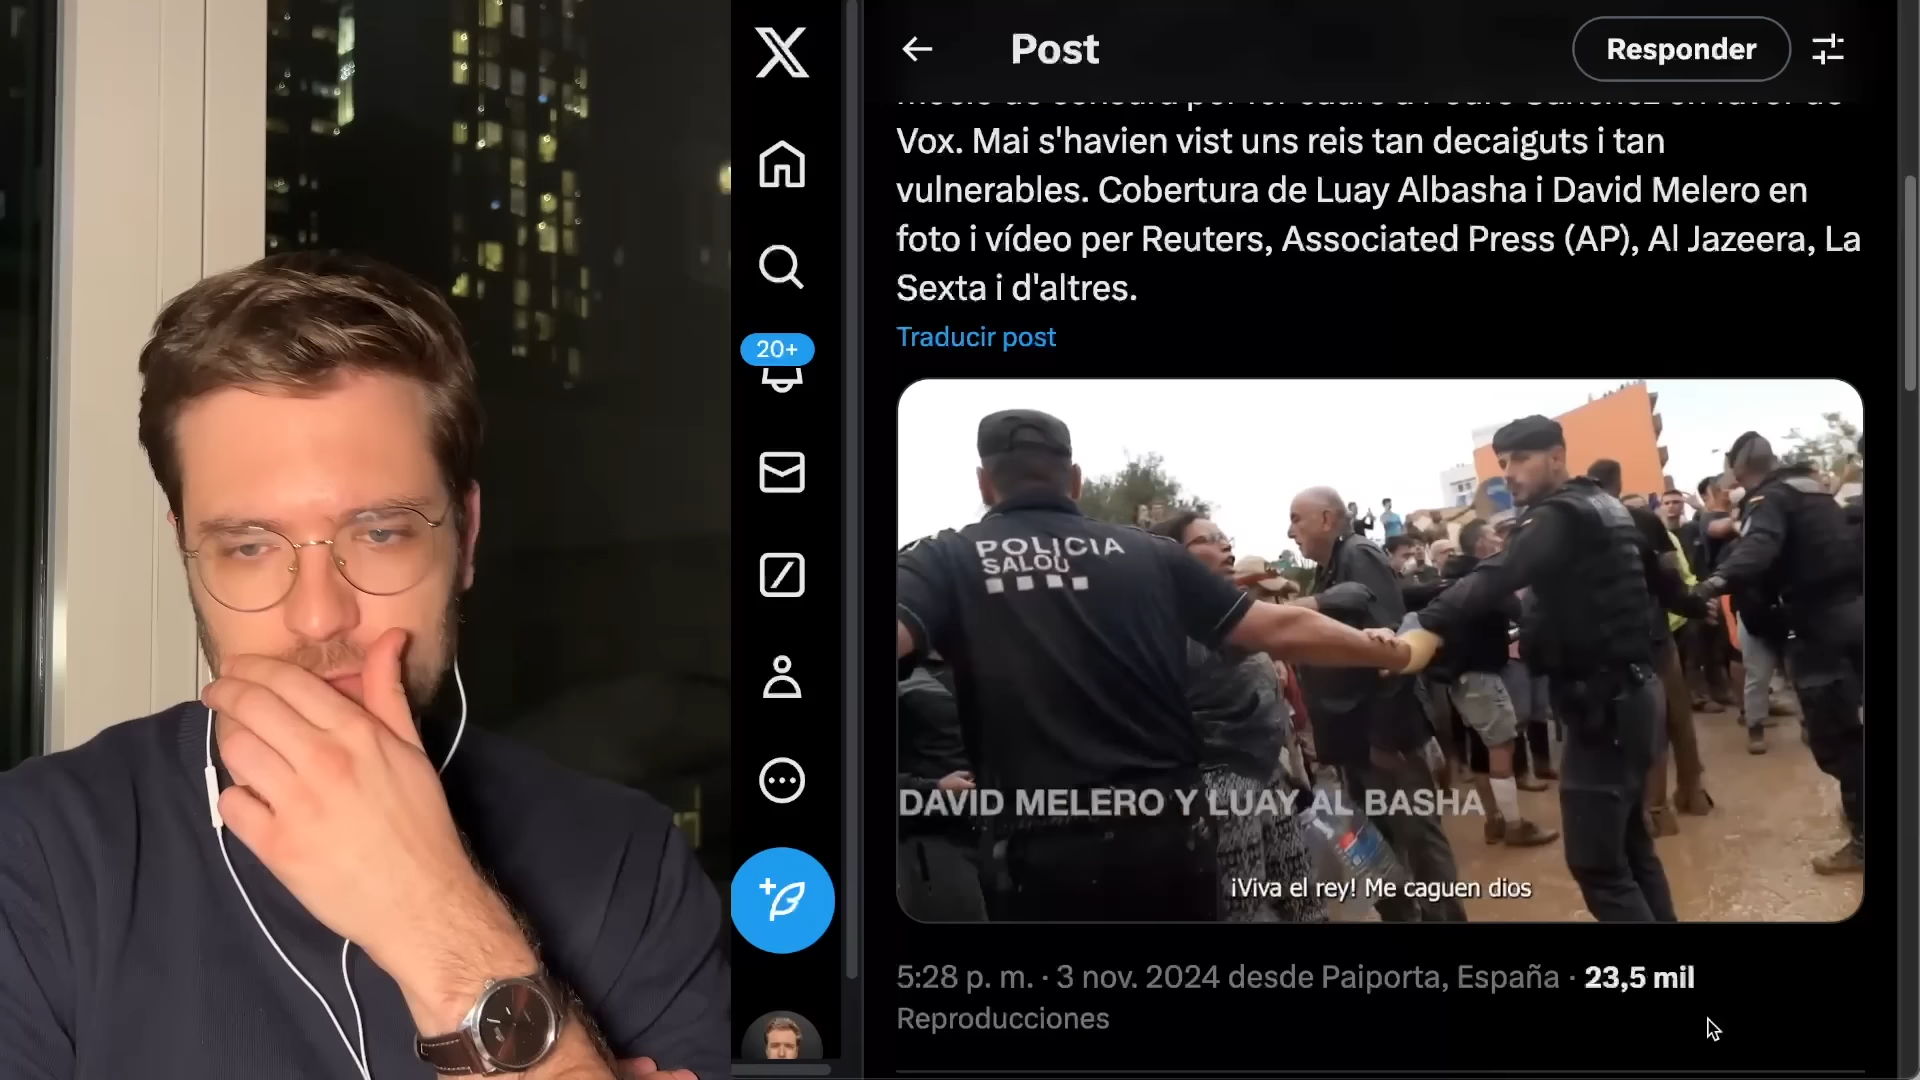 Post
Responder
Vox. Mai s'havien vist uns reis tan decaiguts i tan
vulnerables. Cobertura de Luay Albasha i David Melero en
foto i vídeo per Reuters, Associated Press (AP), Al Jazeera, La
Sexta i d'altres.
Traducir post
20+
POLICIA
SALOU
DAVID MELERO Y LUAY AL BASHA
¡Viva el rey! Me caguen dios
5:28 p. m. · 3 nov. 2024 desde Paiporta, España · 23,5 mil
Reproducciones